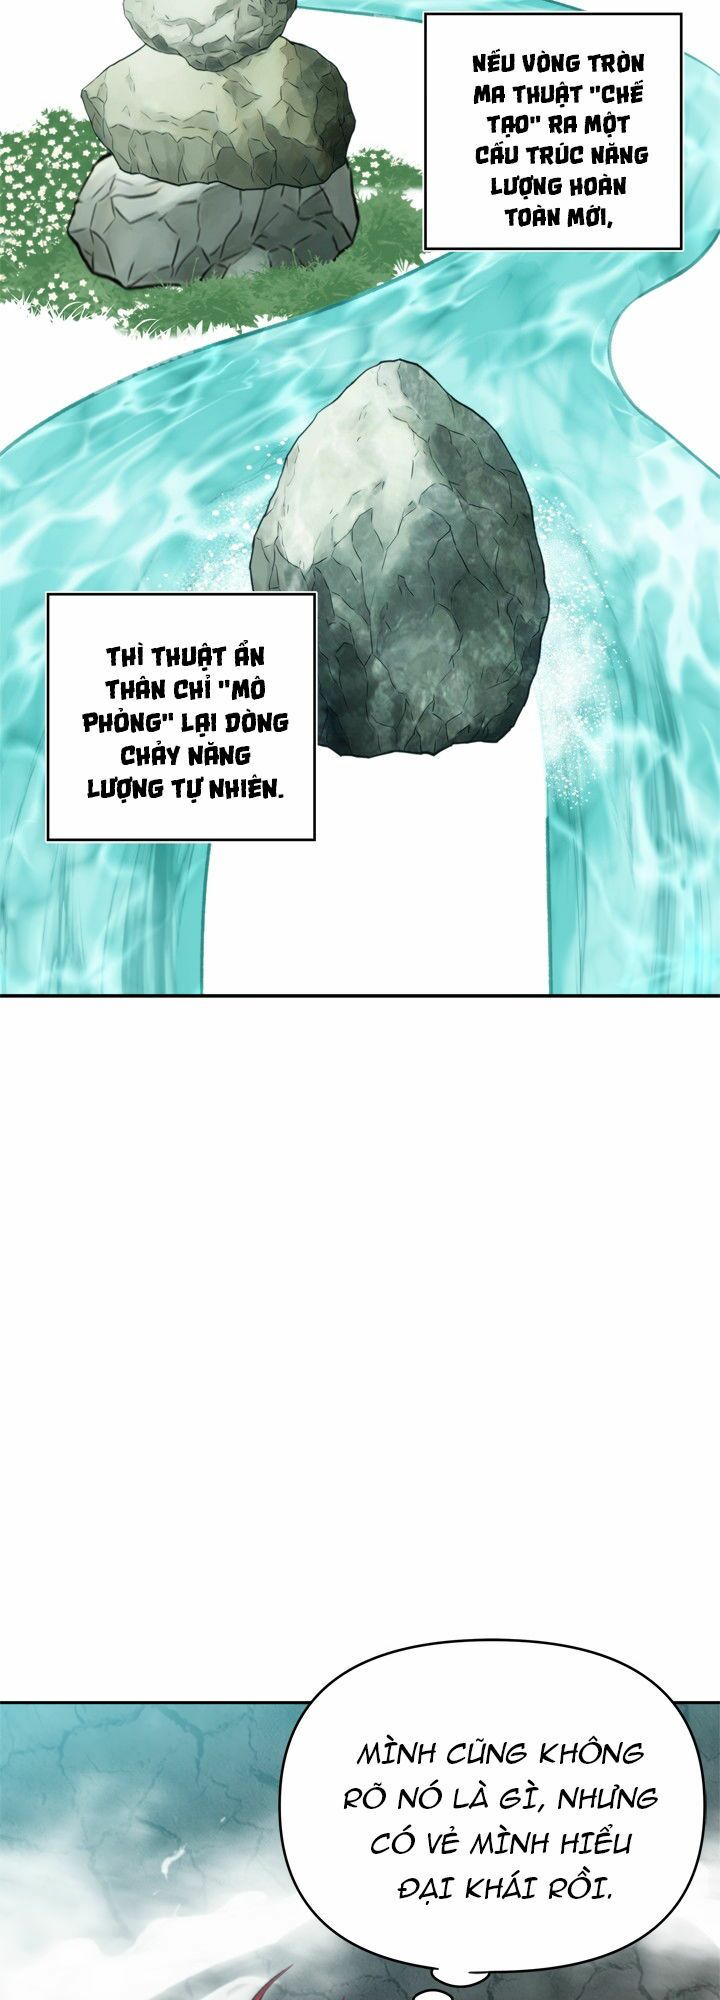 NẾU VÒNG TRÒN
MA THUẬT "CHẾ
TẠO" RA MỘT
CẤU TRÚC NĂNG
LƯỢNG HOÀN
TOÀN MỚI,
THÌ THUẬT ẨN
THÂN CHỈ "MÔ
PHỎNG" LẠI DÒNG
CHẢY NĂNG
LƯỢNG TỰ NHIÊN.
MÌNH CŨNG KHÔNG
RÕ NÓ LÀ GÌ, NHƯNG
CÓ VẺ MÌNH HIỂU
ĐẠI KHÁI RỒI.